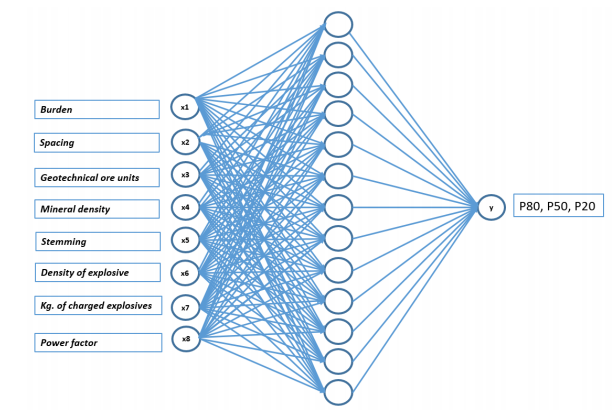 Burden
x1
Spacing
x2
Geotechnical ore units
x3
Mineral density
x4
Stemming
x5
Density of explosive
x6
Kg. of charged explosives
x7
Power factor
x8
y
P80, P50, P20